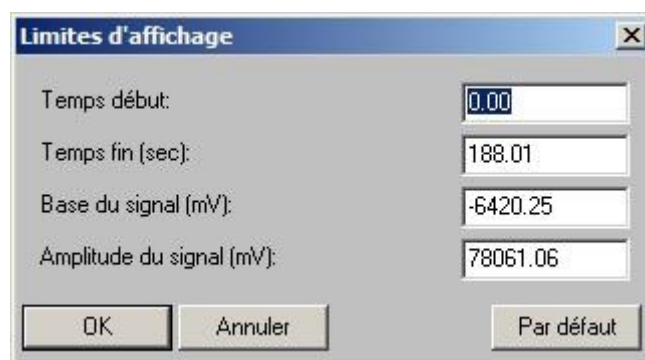 Limites d'affichage
Temps début: 0.00
Temps fin (sec): 188.01
Base du signal (mV): -6420.25
Amplitude du signal (mV): 78061.06
OK Annuler Par défaut